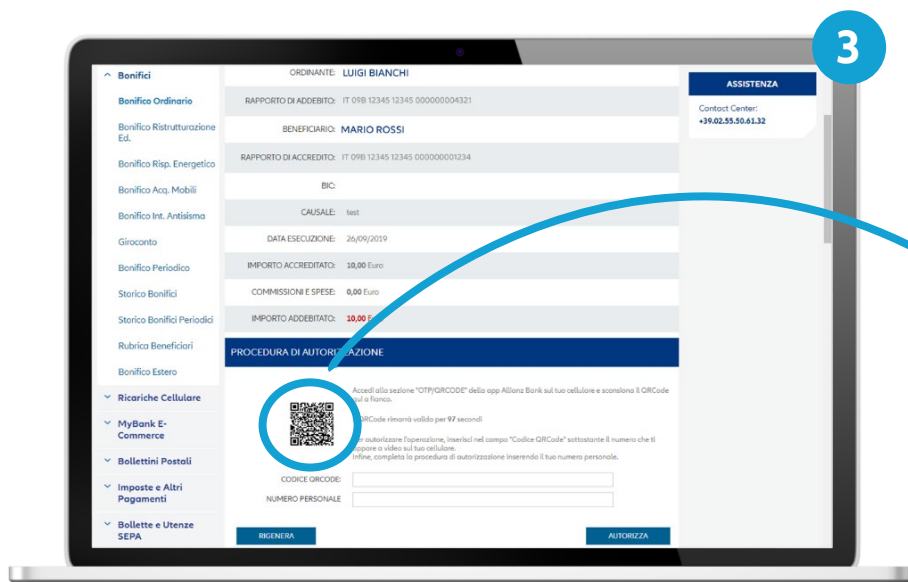 3
Bonifici
Bonifico Ordinario
Bonifico Ristrutturazione
Ed.
Bonifico Risp. Energetico
Bonifico Acq. Mobili
Bonifico Int. Antisisma
Giroconto
Bonifico Periodico
Storico Bonifici
Storico Bonifici Periodici
Rubrica Beneficiari
Bonifico Estero
Ricariche Cellulare
MyBank E-
Commerce
Bollettini Postali
Imposte e Altri
Pagamenti
Bollette e Utenze
SEPA
ORDINANTE: LUIGI BIANCHI
RAPPORTO DI ADDEBITO: IT 09B 12345 12345 000000004321
BENEFICIARIO: MARIO ROSSI
RAPPORTO DI ACCREDITO: IT 09B 12345 12345 000000001234
BIC:
CAUSALE: test
DATA ESECUZIONE: 26/09/2019
IMPORTO ACCREDITATO: 10,00 Euro
COMMISSIONI E SPESE: 0,00 Euro
IMPORTO ADDEBITATO: 10,00
PROCEDURA DI AUTORIZZAZIONE
Accedi alla sezione "OTP/QRCODE" della app Allianz Bank sul tuo cellulare e scansiona il QRCode
qui a fianco.
QRCode rimarrà valido per 97 secondi
Per autorizzare l'operazione, inserisci nel campo "Codice QRCode" sottostante il numero che ti
appare a video sul tuo cellulare.
Infine, completa la procedura di autorizzazione inserendo il tuo numero personale.
CODICE QRCODE:
NUMERO PERSONALE
RIGENERA
AUTORIZZA
ASSISTENZA
Contact Center:
+39.02.55.50.61.32